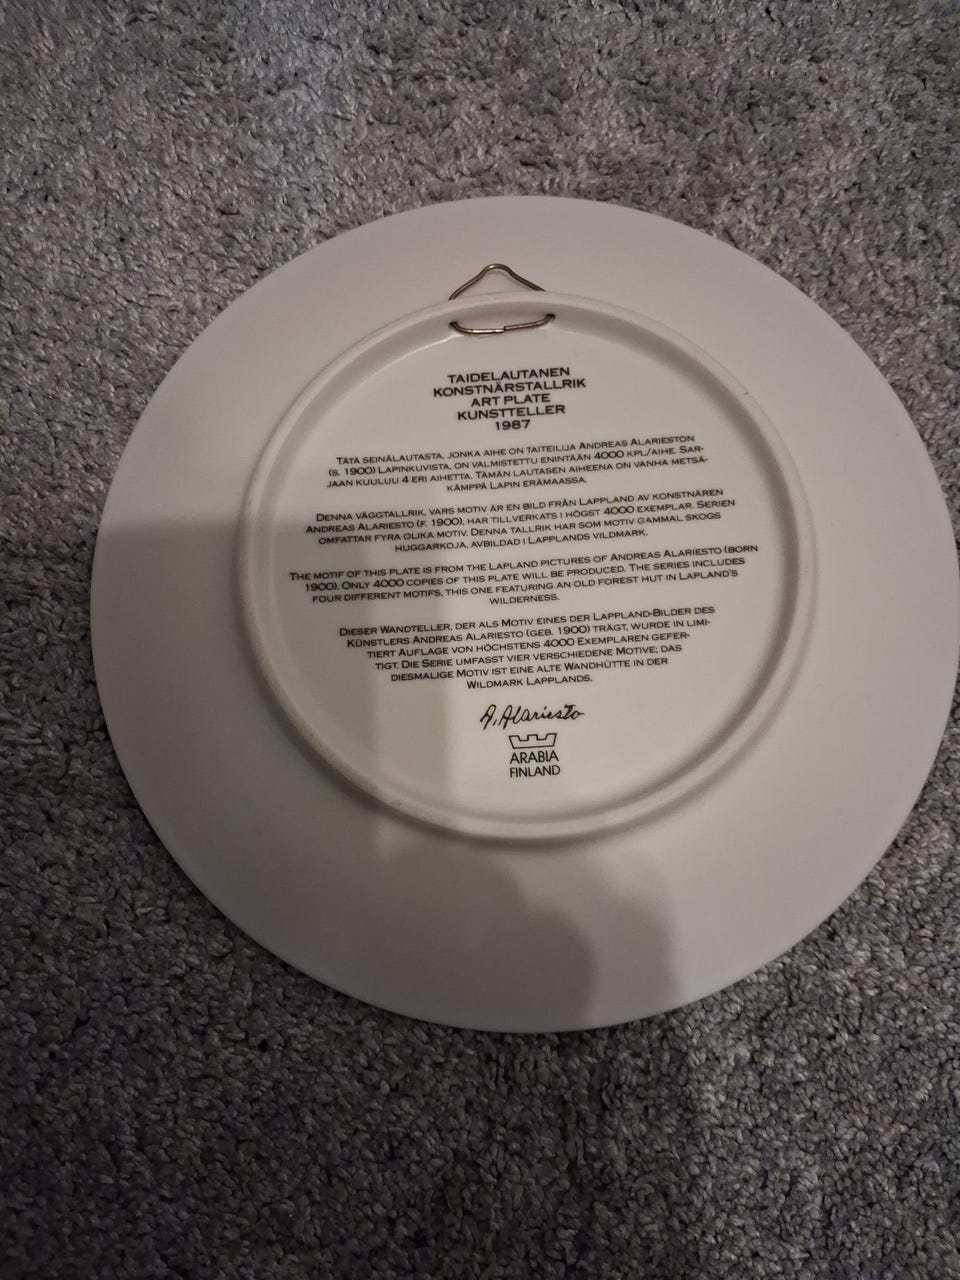 TAIDELAUTANEN
KONSTNÄRSTALLRIK
ART PLATE
KUNSTTELLER
1987
TÄTÄ SEINÄLAUTASTA, JONKA AIHE ON TAITEILIJA ANDREAS ALARIESTON
(S. 1900) LAPINKUVISTA, ON VALMISTETTU ENINTÄÄN 4000 KPL/AIHE. SAR-
JAAN KUULUU 4 ERI AIHETTA. TÄMÄN LAUTASEN AIHEENA ON VANHA METSÄ-
KÄMPPÄ LAPIN ERÄMAASSA.
DENNA VÄGGTALLRIK, VARS MOTIV ÄR EN BILD FRÅN LAPPLAND AV KONSTNÄREN
ANDREAS ALARIESTO (F. 1900), HAR TILLVERKATS I HÖGST 4000 EXEMPLAR. SERIEN
OMFATTAR FYRA OLIKA MOTIV. DENNA TALLRIK HAR SOM MOTIV GAMMAL SKOGS
HUGGARKOJA, AVBILDAD I LAPPLANDS VILDMARK.
THE MOTIF OF THIS PLATE IS FROM THE LAPLAND PICTURES OF ANDREAS ALARIESTO (BORN
1900). ONLY 4000 COPIES OF THIS PLATE WILL BE PRODUCED. THE SERIES INCLUDES
FOUR DIFFERENT MOTIFS, THIS ONE FEATURING AN OLD FOREST HUT IN LAPLAND'S
WILDERNESS.
DIESER WANDTELLER, DER ALS MOTIV EINES DER LAPPLAND-BILDER DES
KÜNSTLERS ANDREAS ALARIESTO (GEB. 1900) TRÄGT, WURDE IN LIMI-
TIERT AUFLAGE VON HÖCHSTENS 4000 EXEMPLAREN GEFER-
TIGT. DIE SERIE UMFASST VIER VERSCHIEDENE MOTIVE; DAS
DIESMALIGE MOTIV IST EINE ALTE WANDHÜTTE IN DER
WILDMARK LAPPLANDS.
A. Alariesto
ARABIA
FINLAND